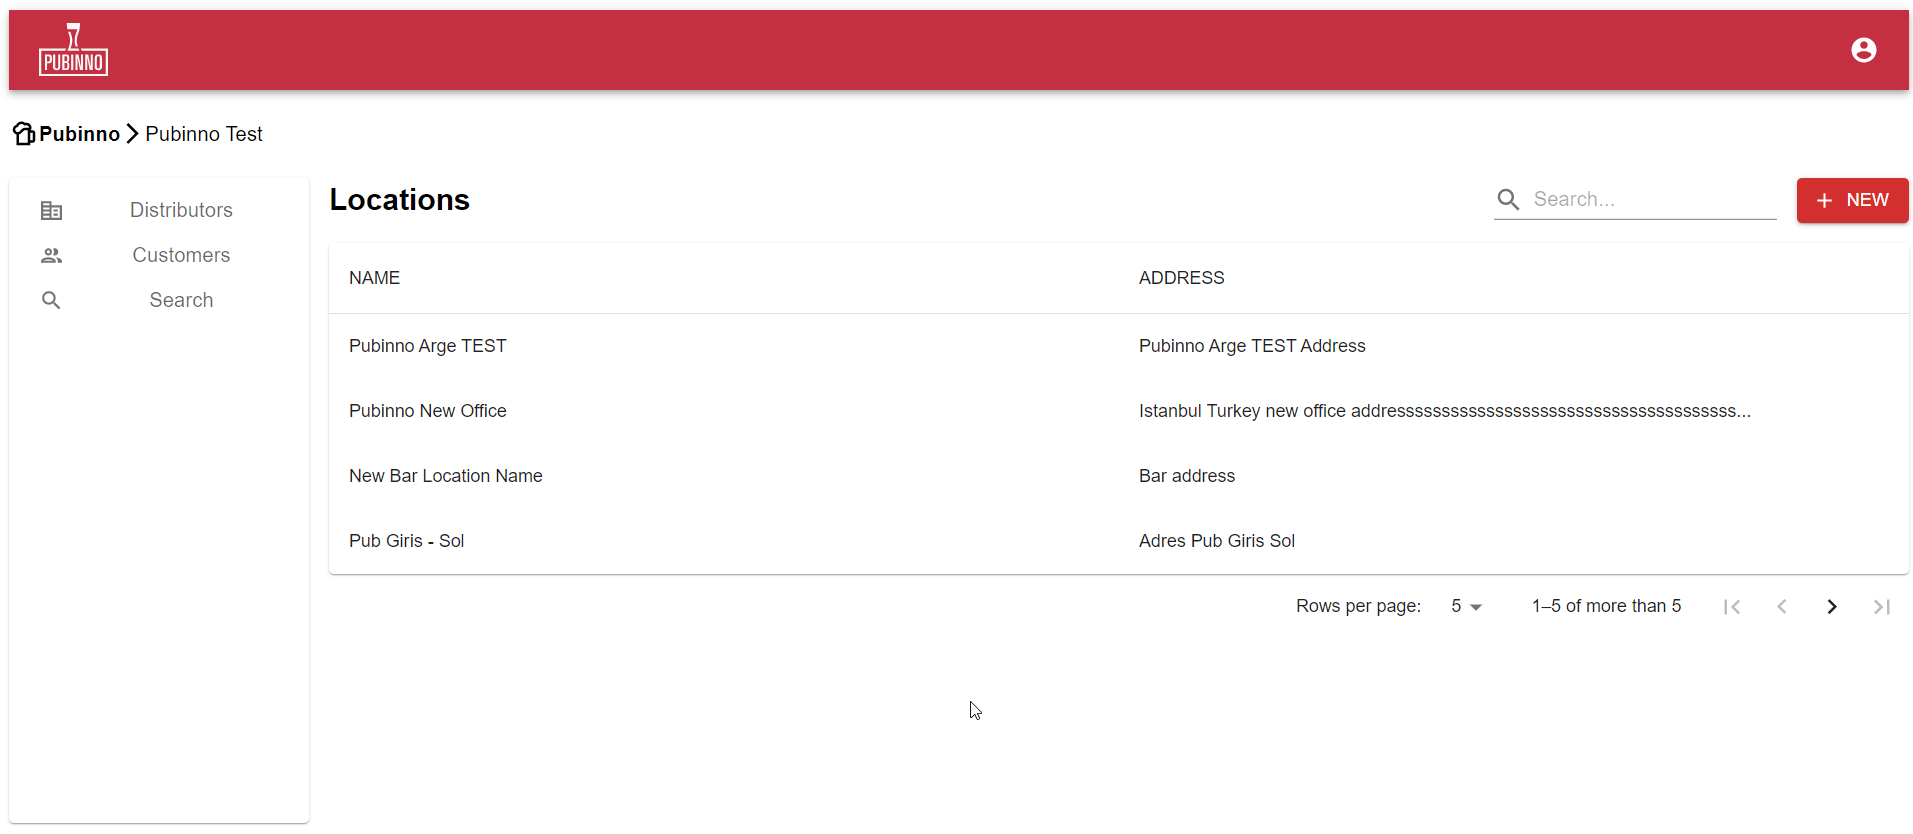 PUBINNO
Pubinno Pubinno Test
Distributors
Customers
Search
Locations
Search...
NEW
NAME ADDRESS
Pubinno Arge TEST Pubinno Arge TEST Address
Pubinno New Office Istanbul Turkey new office addressssssssssssssssssssssssssssssssssssssss...
New Bar Location Name Bar address
Pub Giris - Sol Adres Pub Giris Sol
Rows per page: 5 1–5 of more than 5